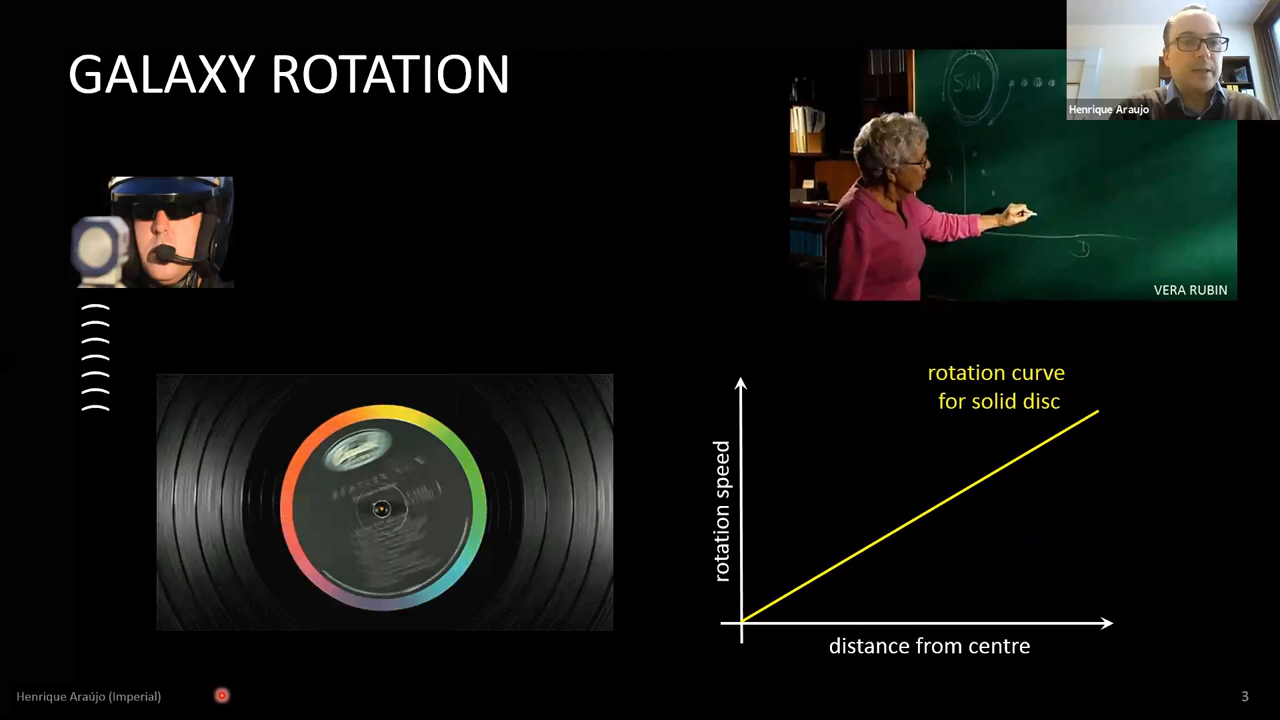 GALAXY ROTATION
Henrique Araujo
SUN
D
VERA RUBIN
rotation curve
for solid disc
rotation speed
distance from centre
Henrique Araújo (Imperial)
3